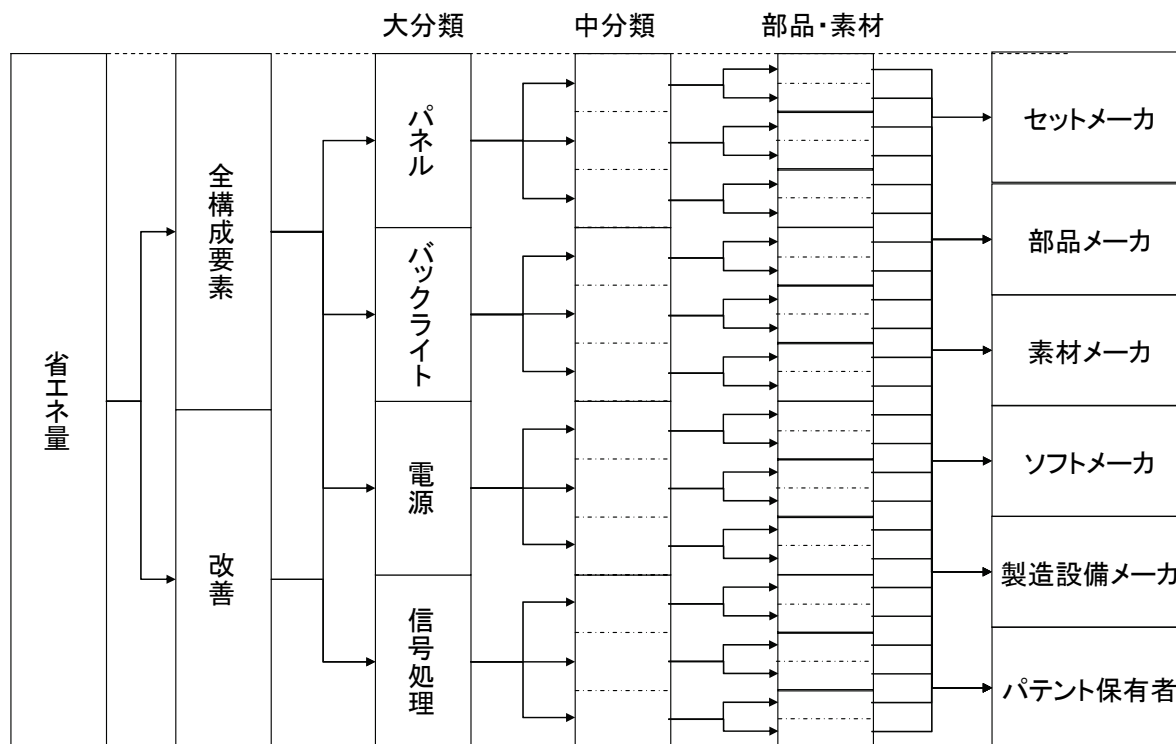 大分類
中分類
部品・素材
省エネ量
全構成要素
改善
パネル
バックライト
電源
信号処理
セットメーカ
部品メーカ
素材メーカ
ソフトメーカ
製造設備メーカ
パテント保有者